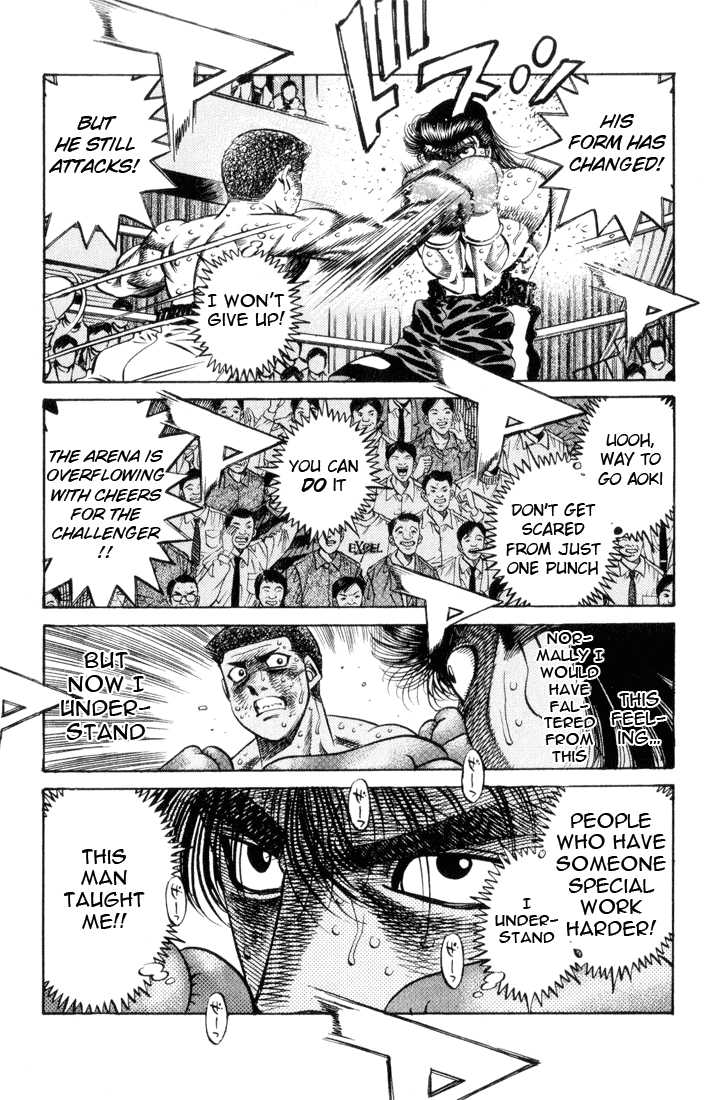 ドズッ
HIS
FORM HAS
CHANGED!
BUT
HE STILL
ATTACKS!
I WON'T
GIVE UP!
UOOH,
WAY TO
GO AOKI
DON'T GET
SCARED
FROM JUST
ONE PUNCH
YOU CAN
DO IT
EXCEL
THE ARENA IS
OVERFLOWING
WITH CHEERS
FOR THE
CHALLENGER
!!
THIS
FEEL-
ING...
NOR-
MALLY I
WOULD
HAVE
FAL-
TERED
FROM
THIS
BUT
NOW I
UNDER-
STAND
PEOPLE
WHO HAVE
SOMEONE
SPECIAL
WORK
HARDER!
I
UNDER-
STAND
THIS
MAN
TAUGHT
ME!!